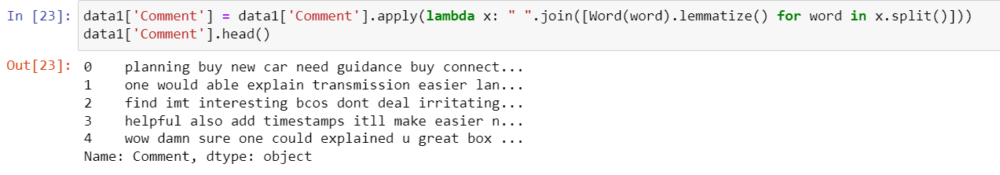 In [23]: data1['Comment'] = data1['Comment'].apply(lambda x: " ".join([Word(word).lemmatize() for word in x.split()]))
data1['Comment'].head()
Out[23]: 0    planning buy new car need guidance buy connect...
1    one would able explain transmission easier lan...
2    find imt interesting bcos dont deal irritating...
3    helpful also add timestamps itll make easier n...
4    wow damn sure one could explained u great box ...
Name: Comment, dtype: object